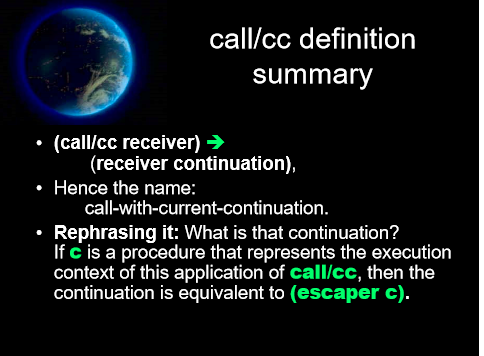 call/cc definition
summary
• (call/cc receiver) ➔
(receiver continuation),
• Hence the name:
call-with-current-continuation.
• Rephrasing it: What is that continuation?
If c is a procedure that represents the execution
context of this application of call/cc, then the
continuation is equivalent to (escaper c).